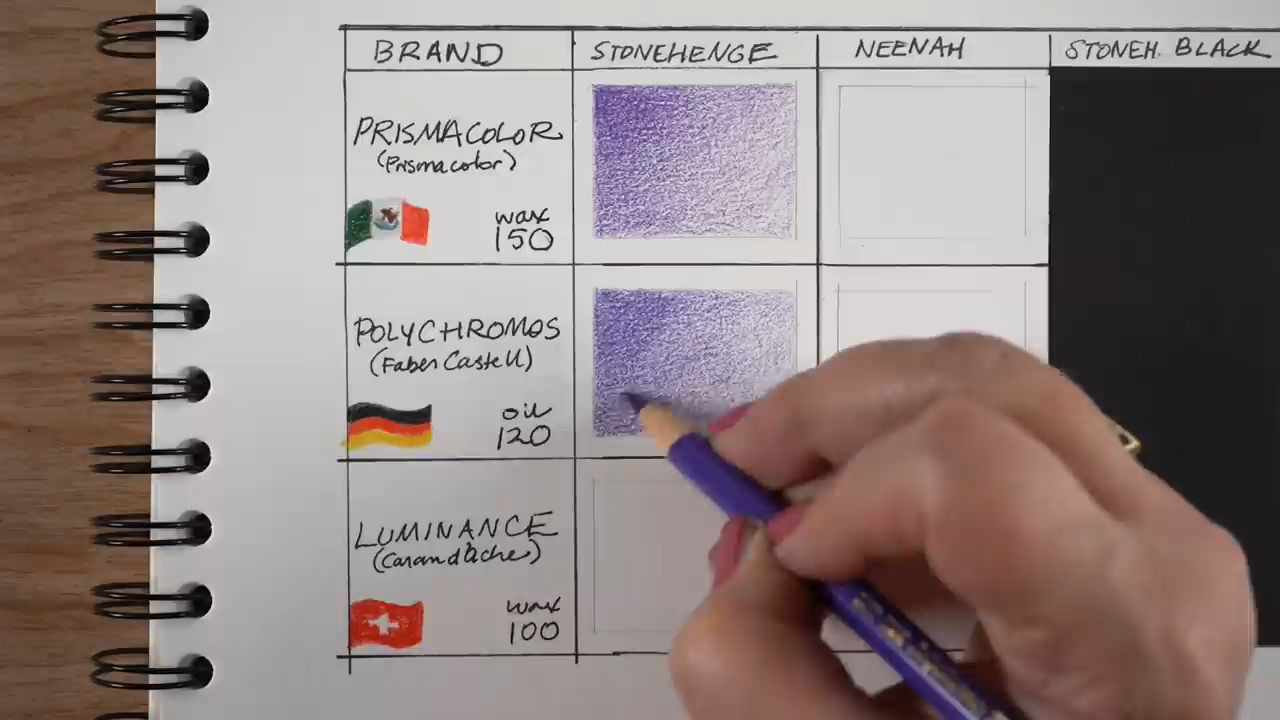 BRAND STONEHENGE NEENAH STONEH. BLACK
PRISMACOLOR
(Prismacolor)
wax
150
POLYCHROMOS
(Faber Castell)
oil
120
LUMINANCE
(Caran d'Ache)
wax
100